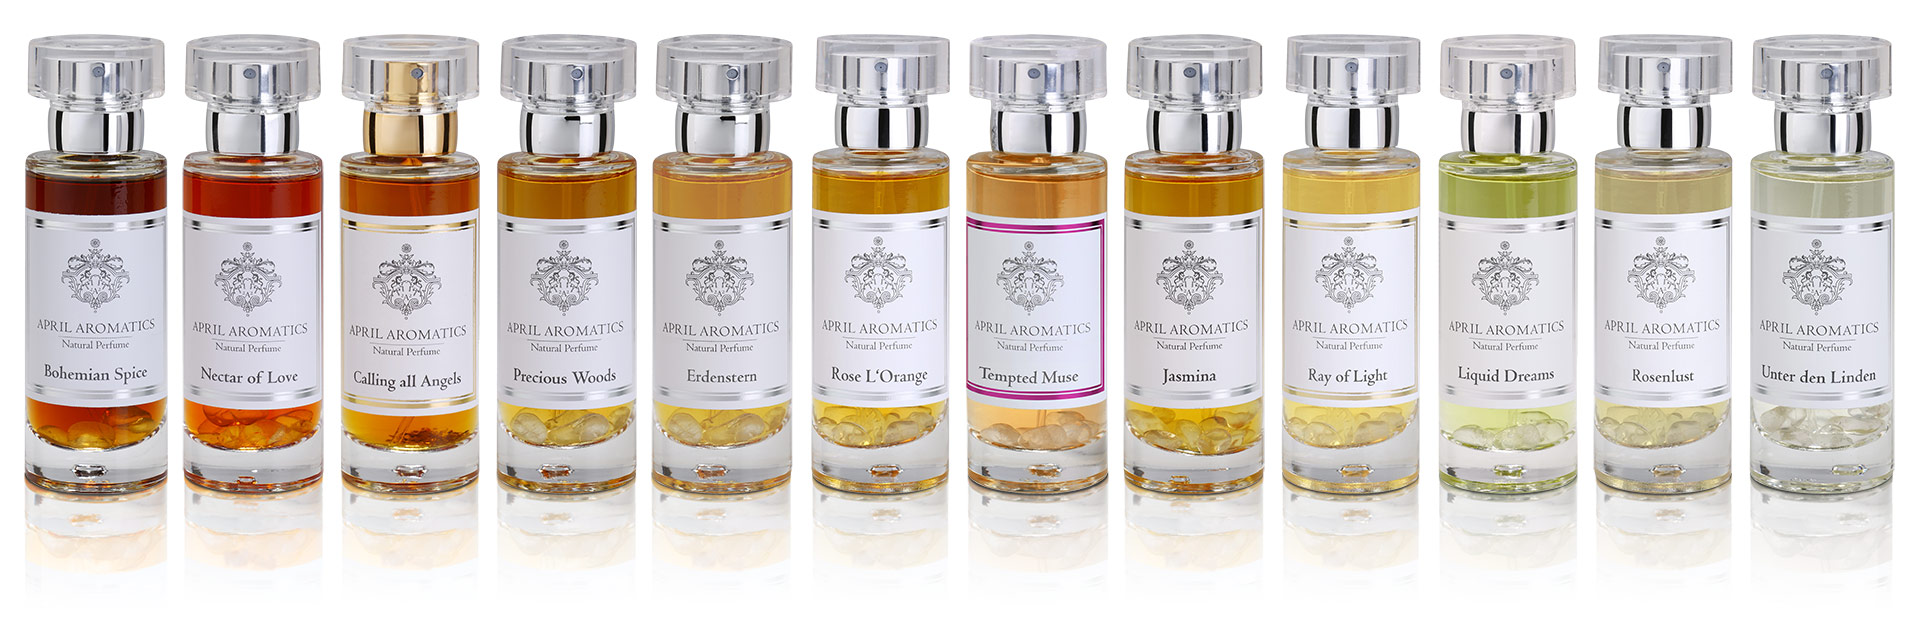 APRIL AROMATICS
Natural Perfume
Bohemian Spice
APRIL AROMATICS
Natural Perfume
Nectar of Love
APRIL AROMATICS
Natural Perfume
Calling all Angels
APRIL AROMATICS
Natural Perfume
Precious Woods
APRIL AROMATICS
Natural Perfume
Erdenstern
APRIL AROMATICS
Natural Perfume
Rose L‘Orange
APRIL AROMATICS
Natural Perfume
Tempted Muse
APRIL AROMATICS
Natural Perfume
Jasmina
APRIL AROMATICS
Natural Perfume
Ray of Light
APRIL AROMATICS
Natural Perfume
Liquid Dreams
APRIL AROMATICS
Natural Perfume
Rosenlust
APRIL AROMATICS
Natural Perfume
Unter den Linden